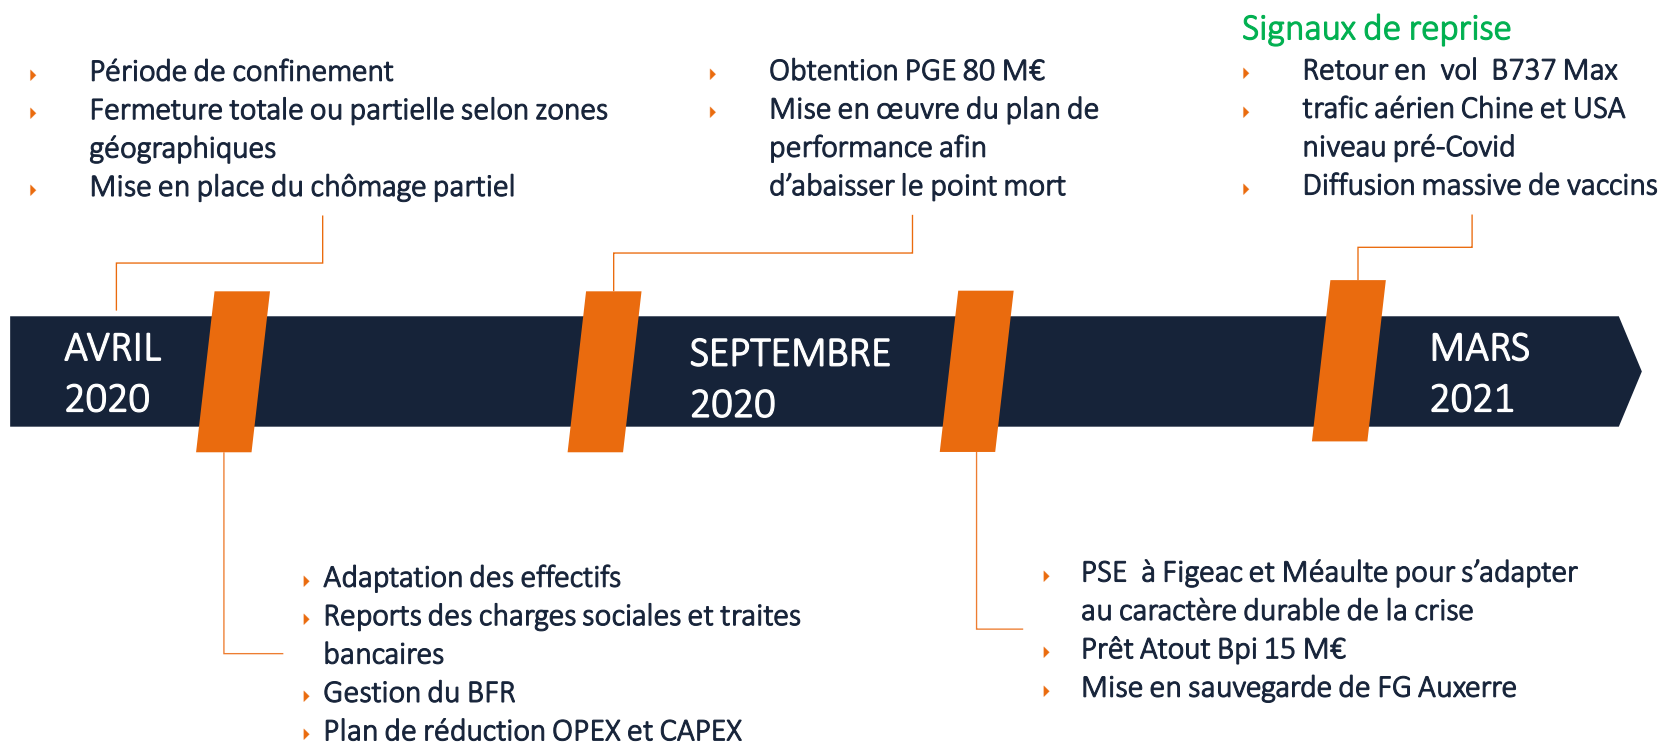 Période de confinement
Fermeture totale ou partielle selon zones
géographiques
Mise en place du chômage partiel
Obtention PGE 80 M€
Mise en œuvre du plan de
performance afin
d’abaisser le point mort
Signaux de reprise
Retour en vol B737 Max
trafic aérien Chine et USA
niveau pré-Covid
Diffusion massive de vaccins
AVRIL
2020
SEPTEMBRE
2020
MARS
2021
Adaptation des effectifs
Reports des charges sociales et traites
bancaires
Gestion du BFR
Plan de réduction OPEX et CAPEX
PSE à Figeac et Méaulte pour s’adapter
au caractère durable de la crise
Prêt Atout Bpi 15 M€
Mise en sauvegarde de FG Auxerre